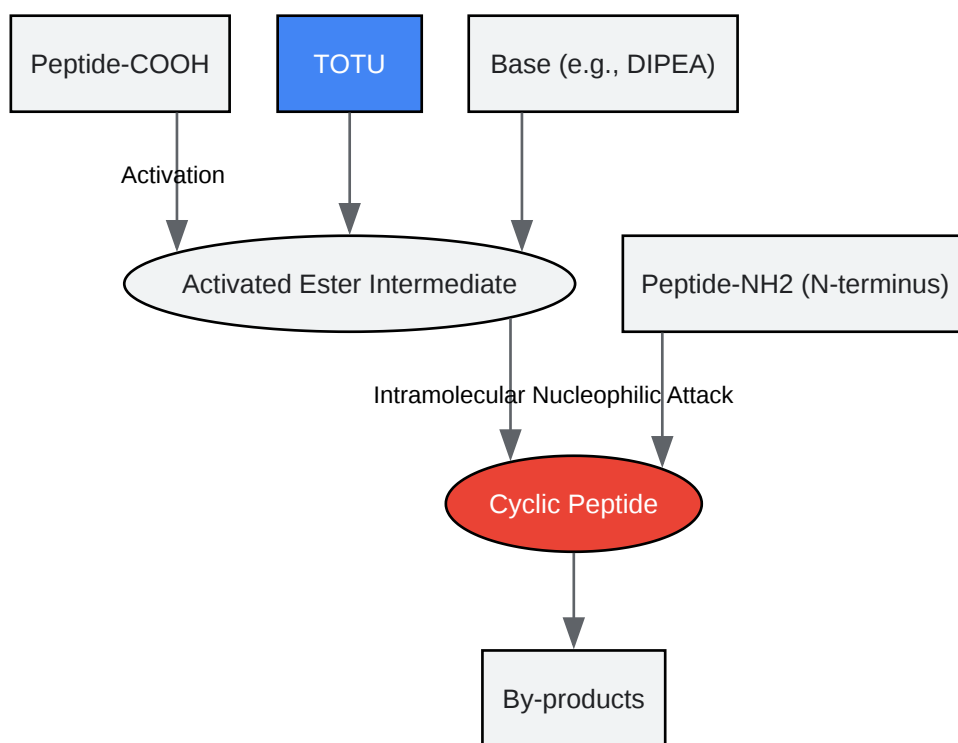 Peptide-COOH
TOTU
Base (e.g., DIPEA)
Activation
Activated Ester Intermediate
Peptide-NH2 (N-terminus)
Intramolecular Nucleophilic Attack
Cyclic Peptide
By-products